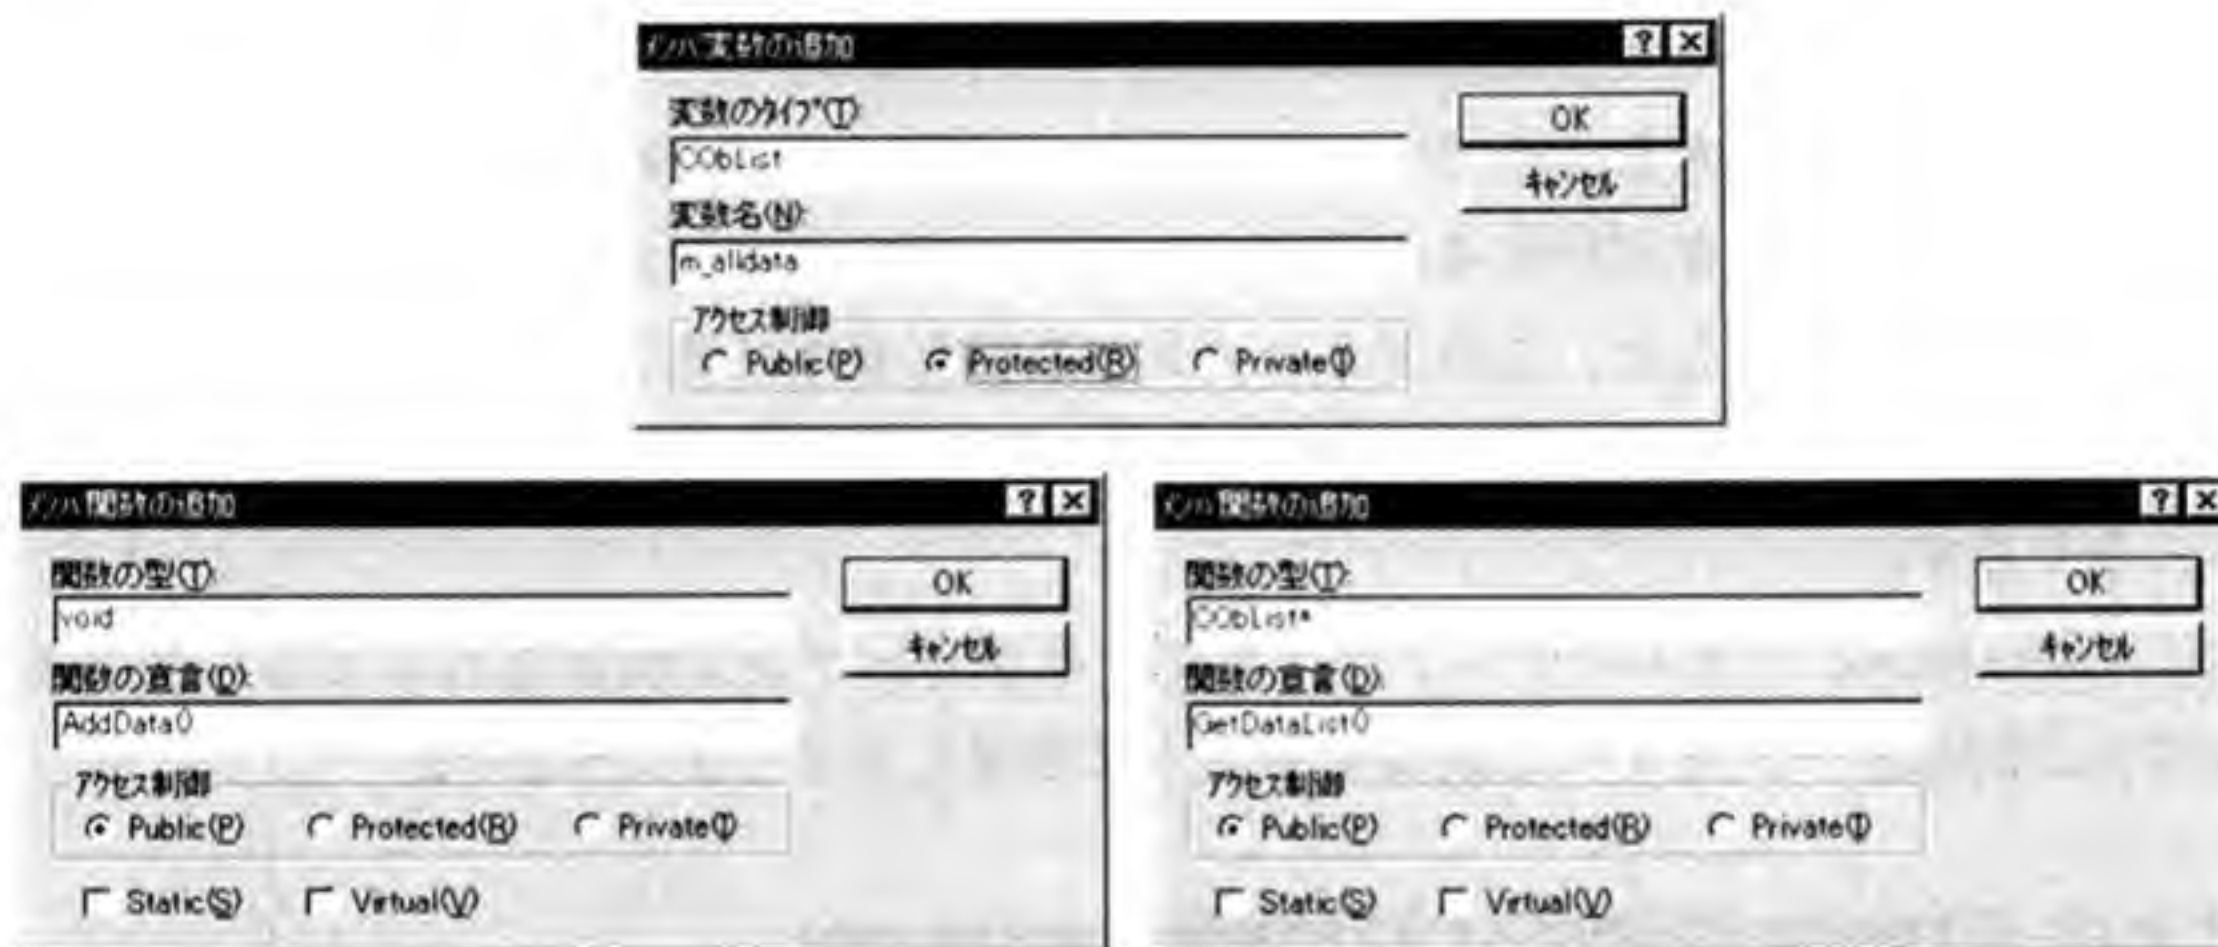 メンバ変数の追加
変数のタイプ(T):
CObList
OK
キャンセル
変数名(N):
m_alldata
アクセス制御
Public(P) Protected(R) Private(I)
メンバ関数の追加
関数の型(T):
void
OK
キャンセル
関数の宣言(D):
AddData()
アクセス制御
Public(P) Protected(R) Private(I)
Static(S) Virtual(V)
メンバ関数の追加
関数の型(T):
CObList*
OK
キャンセル
関数の宣言(D):
GetDataList()
アクセス制御
Public(P) Protected(R) Private(I)
Static(S) Virtual(V)